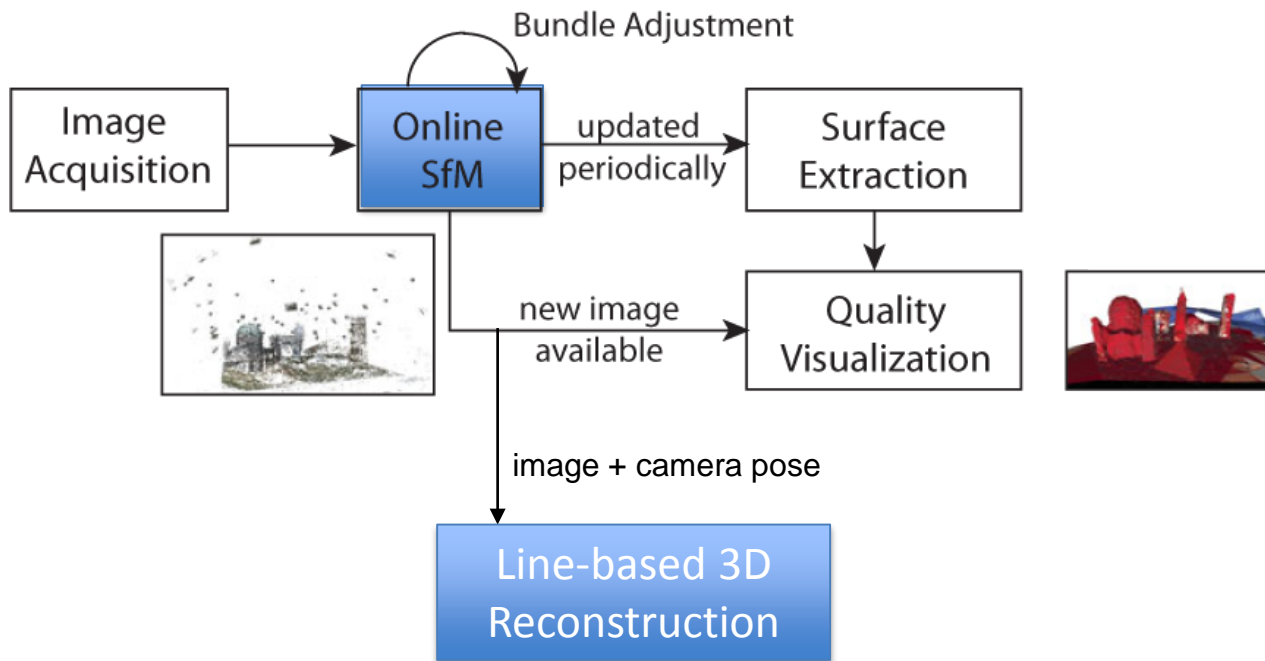 Bundle Adjustment
Image
Acquisition
Online
SfM
updated
periodically
Surface
Extraction
new image
available
Quality
Visualization
image + camera pose
Line-based 3D
Reconstruction